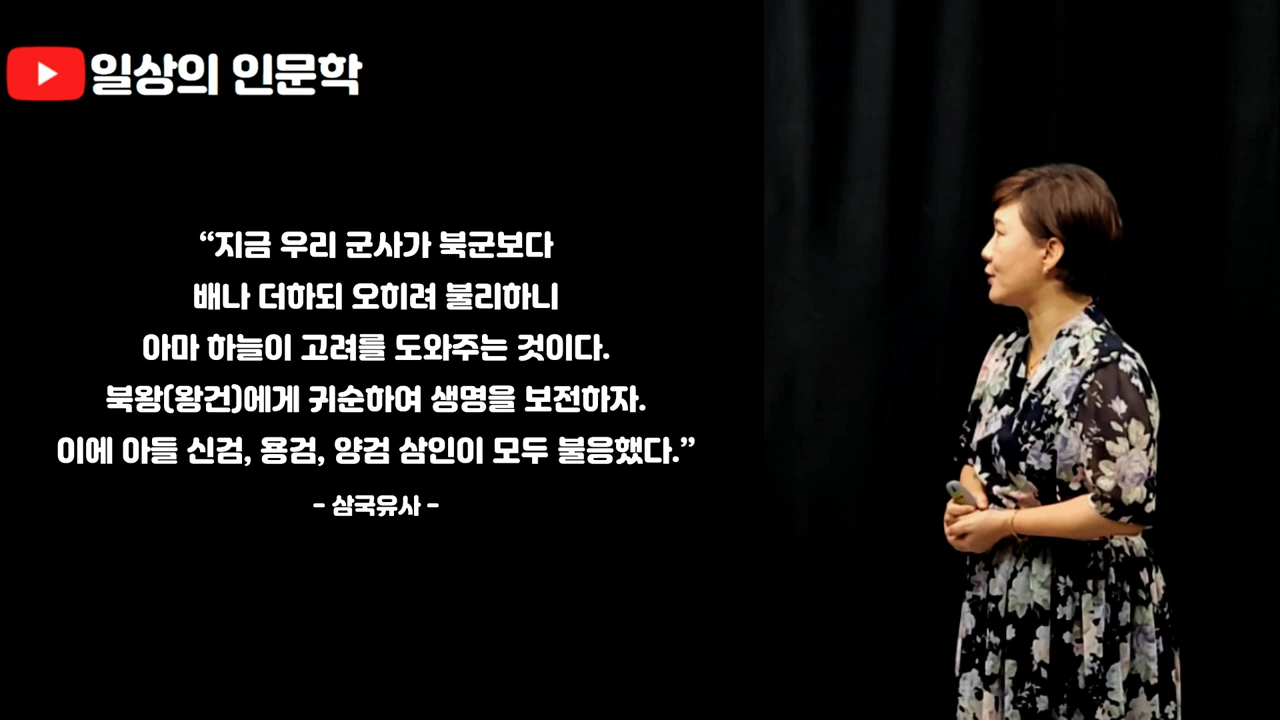 일상의 인문학
“지금 우리 군사가 북군보다
배나 더하되 오히려 불리하니
아마 하늘이 고려를 도와주는 것이다.
북왕(왕건)에게 귀순하여 생명을 보전하자.
이에 아들 신검, 용검, 양검 삼인이 모두 불응했다.”
- 삼국유사 -